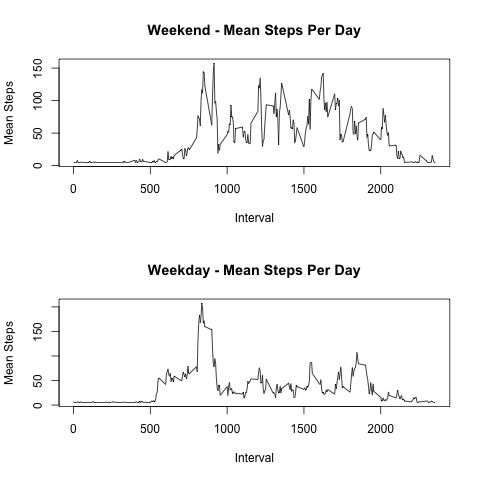 Weekend - Mean Steps Per Day
Mean Steps
0 50 100 150
0 500 1000 1500 2000
Interval
Weekday - Mean Steps Per Day
Mean Steps
0 50 150
0 500 1000 1500 2000
Interval